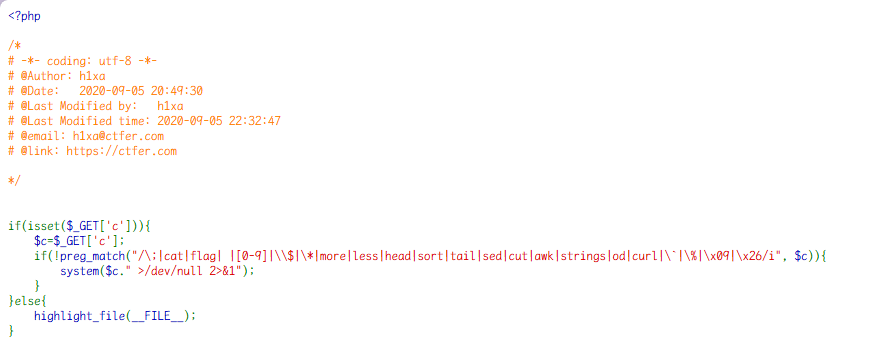 <?php
/*
# -*- coding: utf-8 -*-
# @Author: h1xa
# @Date:   2020-09-05 20:49:30
# @Last Modified by:   h1xa
# @Last Modified time: 2020-09-05 22:32:47
# @email: h1xa@ctfer.com
# @link: https://ctfer.com
*/
if(isset($_GET['c'])){
    $c=$_GET['c'];
    if(!preg_match("/\;|cat|flag| |[0-9]|\\$|\*|more|less|head|sort|tail|sed|cut|awk|strings|od|curl|\`|\%|\x09|\x26/i", $c)){
        system($c." >/dev/null 2>&1");
    }
}else{
    highlight_file(__FILE__);
}